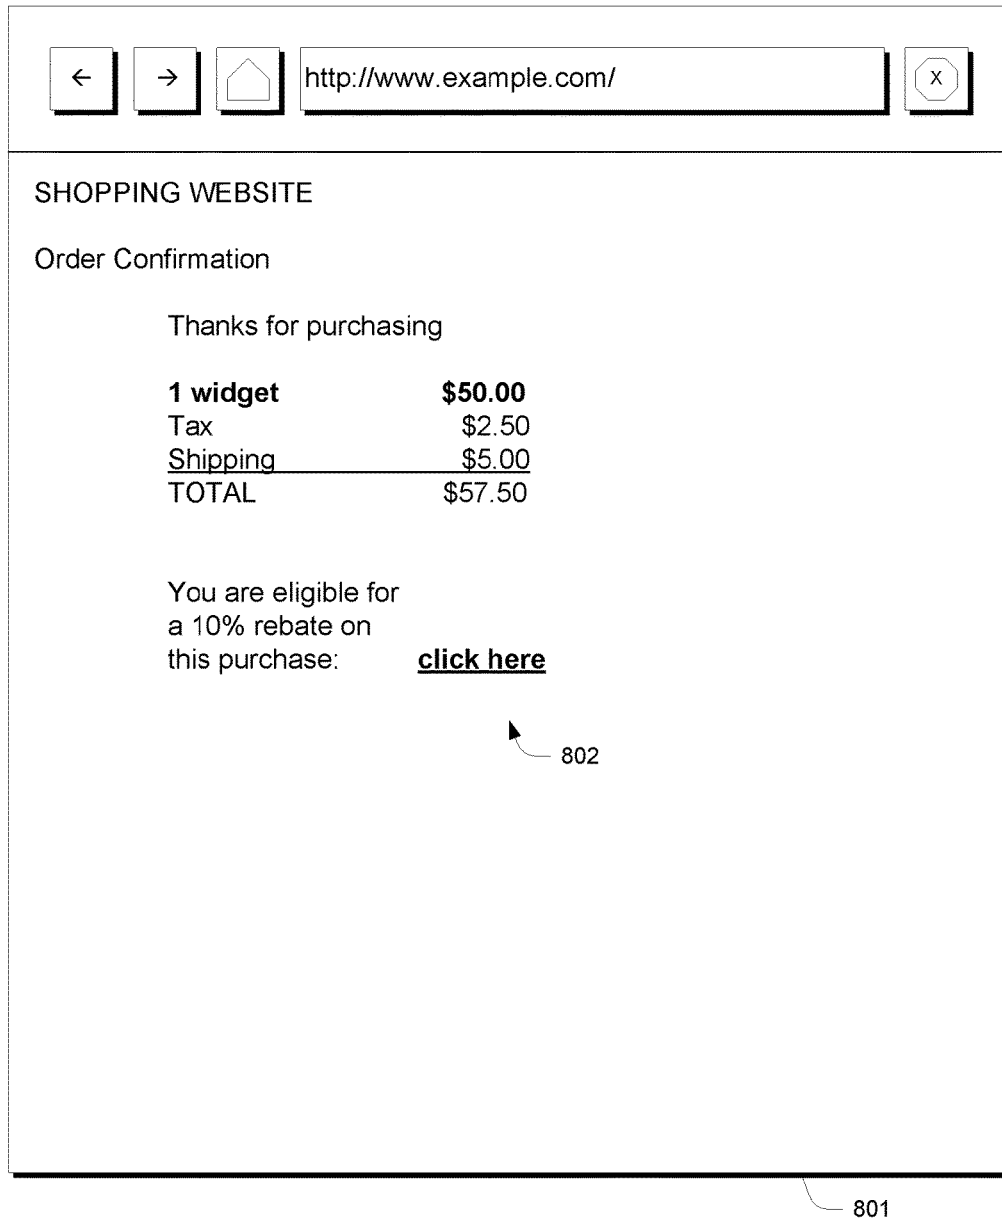 ← → http://www.example.com/ X
SHOPPING WEBSITE
Order Confirmation
Thanks for purchasing
1 widget $50.00
Tax $2.50
Shipping $5.00
TOTAL $57.50
You are eligible for
a 10% rebate on
this purchase: click here
802
801